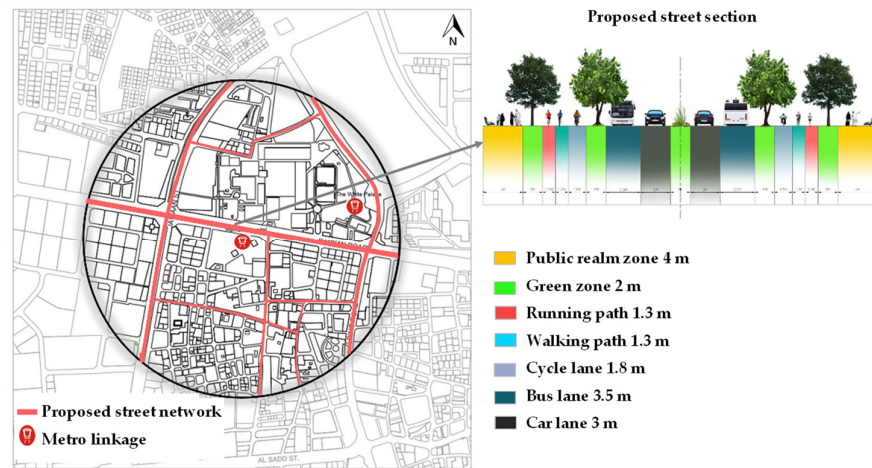 Proposed street section
N
The White Palace
RAYYAN ROAD
Public realm zone 4 m
Green zone 2 m
Running path 1.3 m
Walking path 1.3 m
Cycle lane 1.8 m
Bus lane 3.5 m
Car lane 3 m
Proposed street network
Metro linkage
AL SADD ST.